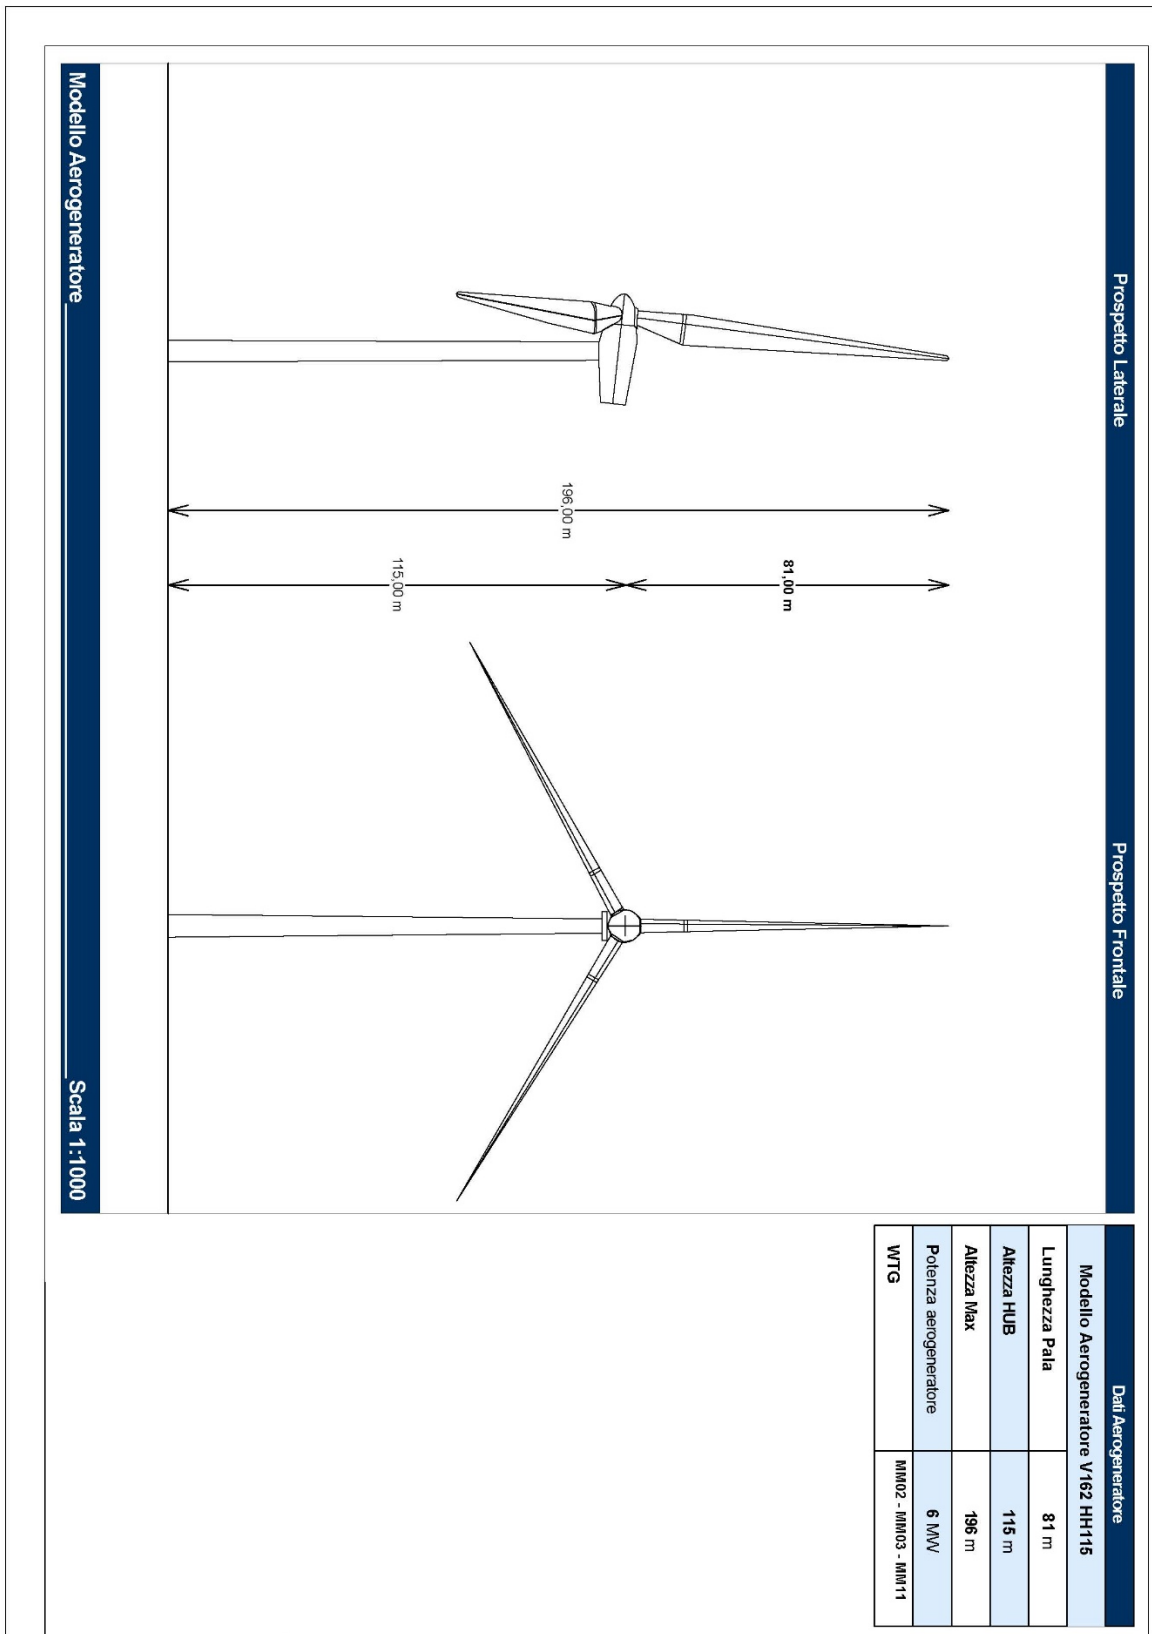 Prospetto Laterale
Prospetto Frontale
196,00 m
81,00 m
115,00 m
Modello Aerogeneratore
Scala 1:1000
Dati Aerogeneratore
Modello Aerogeneratore V162 HH115
Lunghezza Pala 81 m
Altezza HUB 115 m
Altezza Max 196 m
Potenza aerogeneratore 6 MW
WTG MM02 - MM03 - MM11